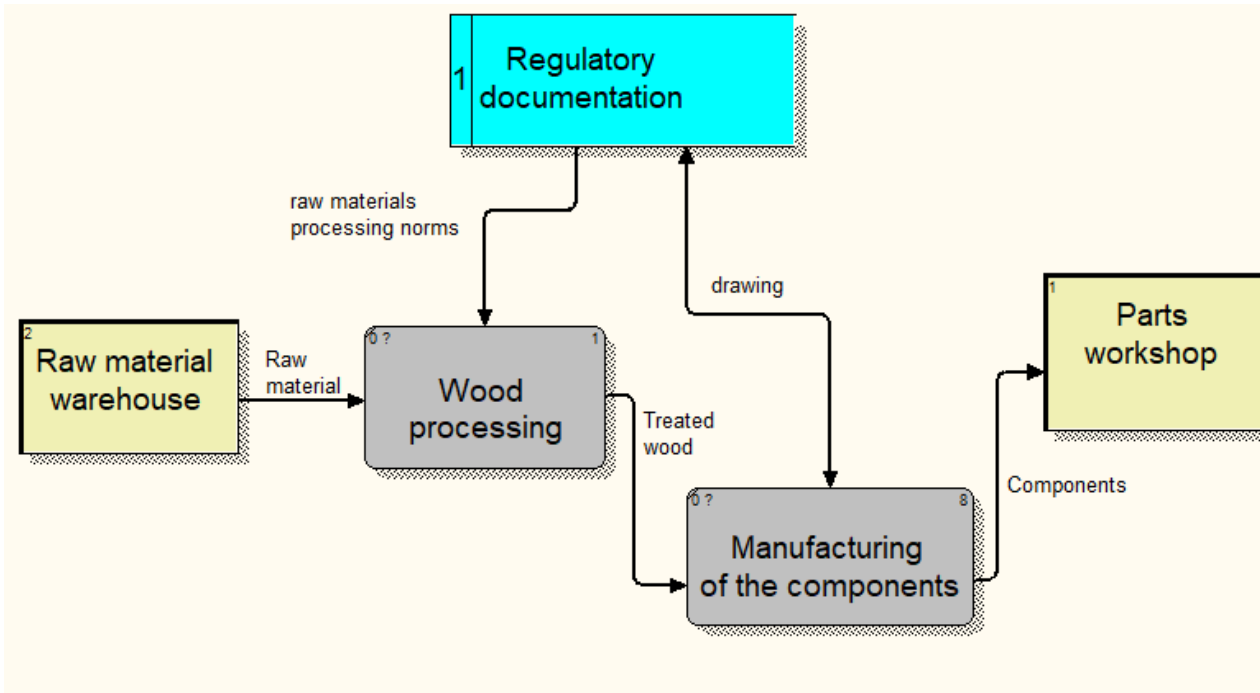 1
Regulatory
documentation
raw materials
processing norms
drawing
1
Parts
workshop
2
Raw material
warehouse
Raw
material
0 ?
1
Wood
processing
Treated
wood
0 ?
8
Manufacturing
of the components
Components